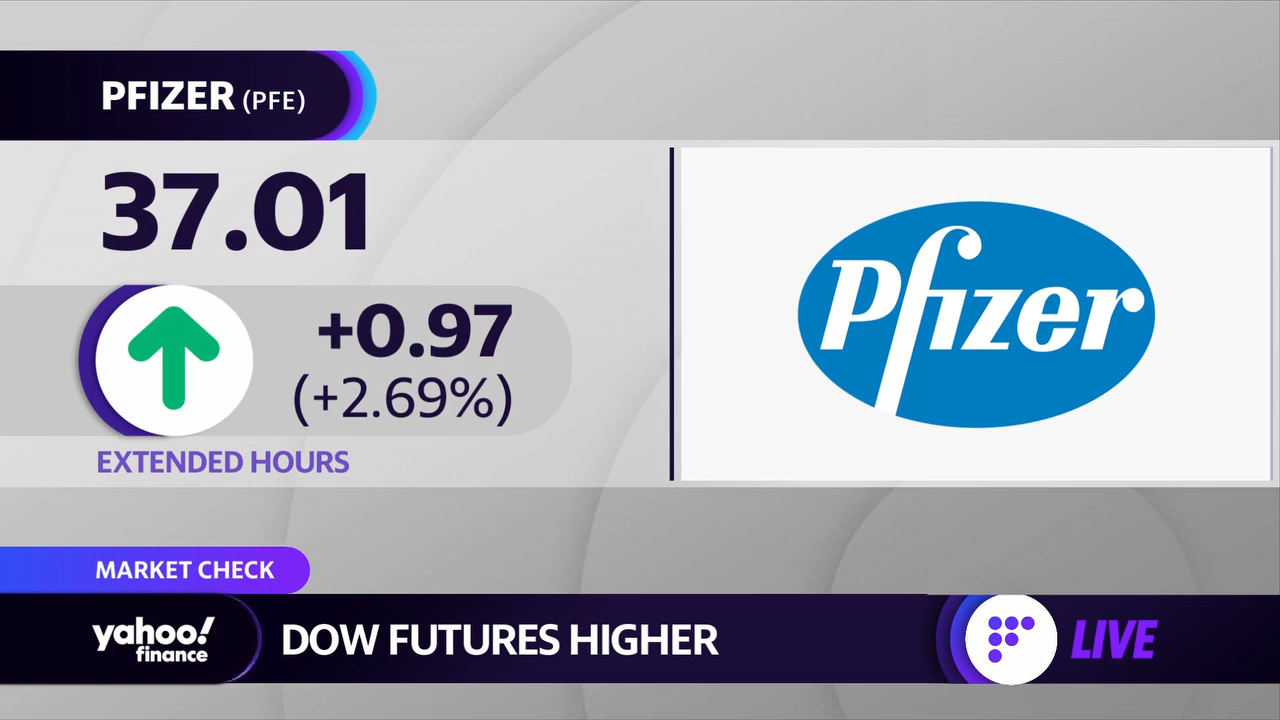 PFIZER (PFE)
37.01
+0.97
(+2.69%)
EXTENDED HOURS
Pfizer
MARKET CHECK
yahoo!
finance
DOW FUTURES HIGHER
LIVE